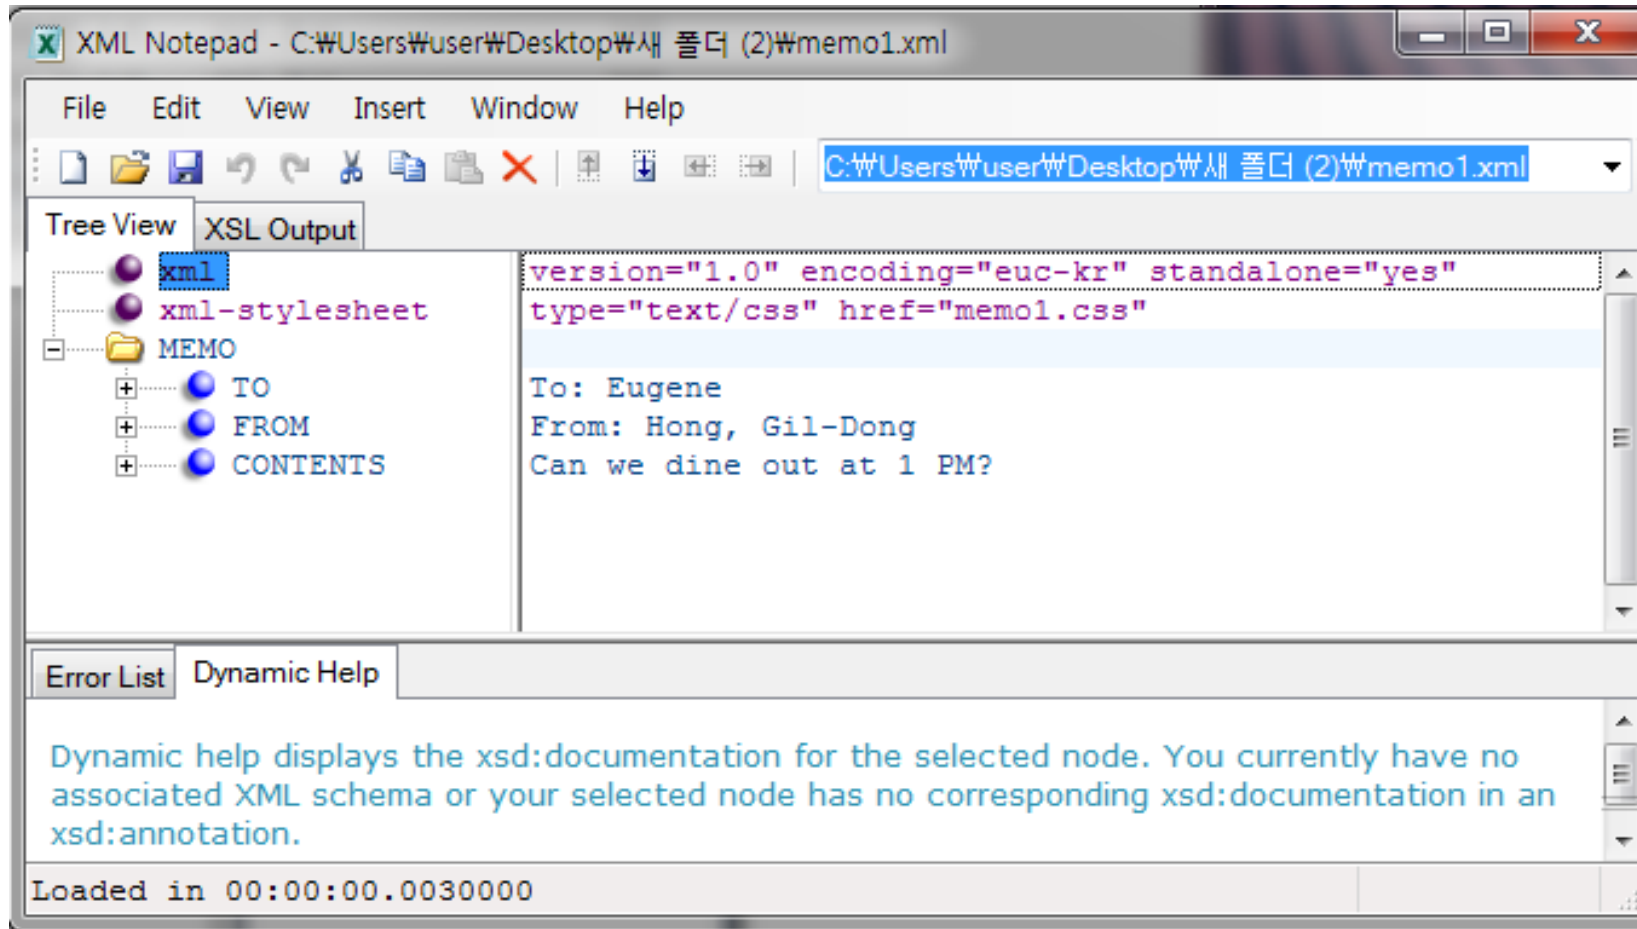 XML Notepad - C:₩Users₩user₩Desktop₩새 폴더 (2)₩memo1.xml
File Edit View Insert Window Help
C:₩Users₩user₩Desktop₩새 폴더 (2)₩memo1.xml
Tree View XSL Output
xml version="1.0" encoding="euc-kr" standalone="yes"
xml-stylesheet type="text/css" href="memo1.css"
MEMO
TO To: Eugene
FROM From: Hong, Gil-Dong
CONTENTS Can we dine out at 1 PM?
Error List Dynamic Help
Dynamic help displays the xsd:documentation for the selected node. You currently have no
associated XML schema or your selected node has no corresponding xsd:documentation in an
xsd:annotation.
Loaded in 00:00:00.0030000